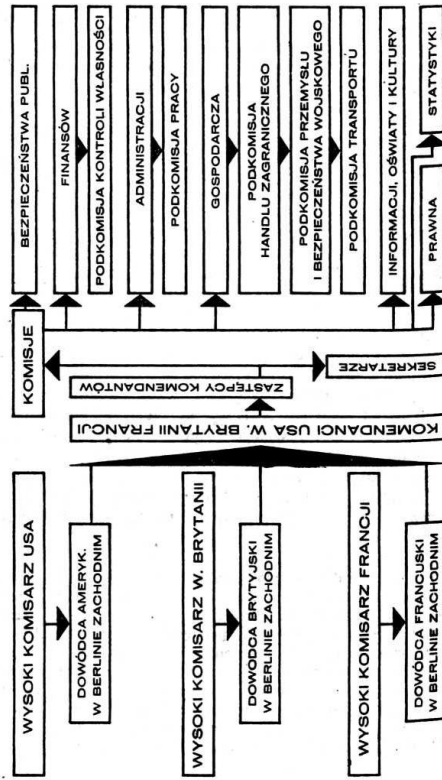 WYSOKI KOMISARZ USA
DOWÓDCA AMERYK.
W BERLINIE ZACHODNIM
WYSOKI KOMISARZ W. BRYTANII
DOWÓDCA BRYTYJSKI
W BERLINIE ZACHODNIM
WYSOKI KOMISARZ FRANCJI
DOWÓDCA FRANCUSKI
W BERLINIE ZACHODNIM
KOMENDANCI USA W. BRYTANII FRANCJI
ZASTĘPCY KOMENDANTÓW
KOMISJE
SEKRETARZE
BEZPIECZEŃSTWA PUBL.
FINANSÓW
PODKOMISJA KONTROLI WŁASNOŚCI
ADMINISTRACJI
PODKOMISJA PRACY
GOSPODARCZA
PODKOMISJA
HANDLU ZAGRANICZNEGO
PODKOMISJA PRZEMYSŁU
I BEZPIECZEŃSTWA WOJSKOWEGO
PODKOMISJA TRANSPORTU
INFORMACJI, OŚWIATY I KULTURY
PRAWNA
STATYSTYKI